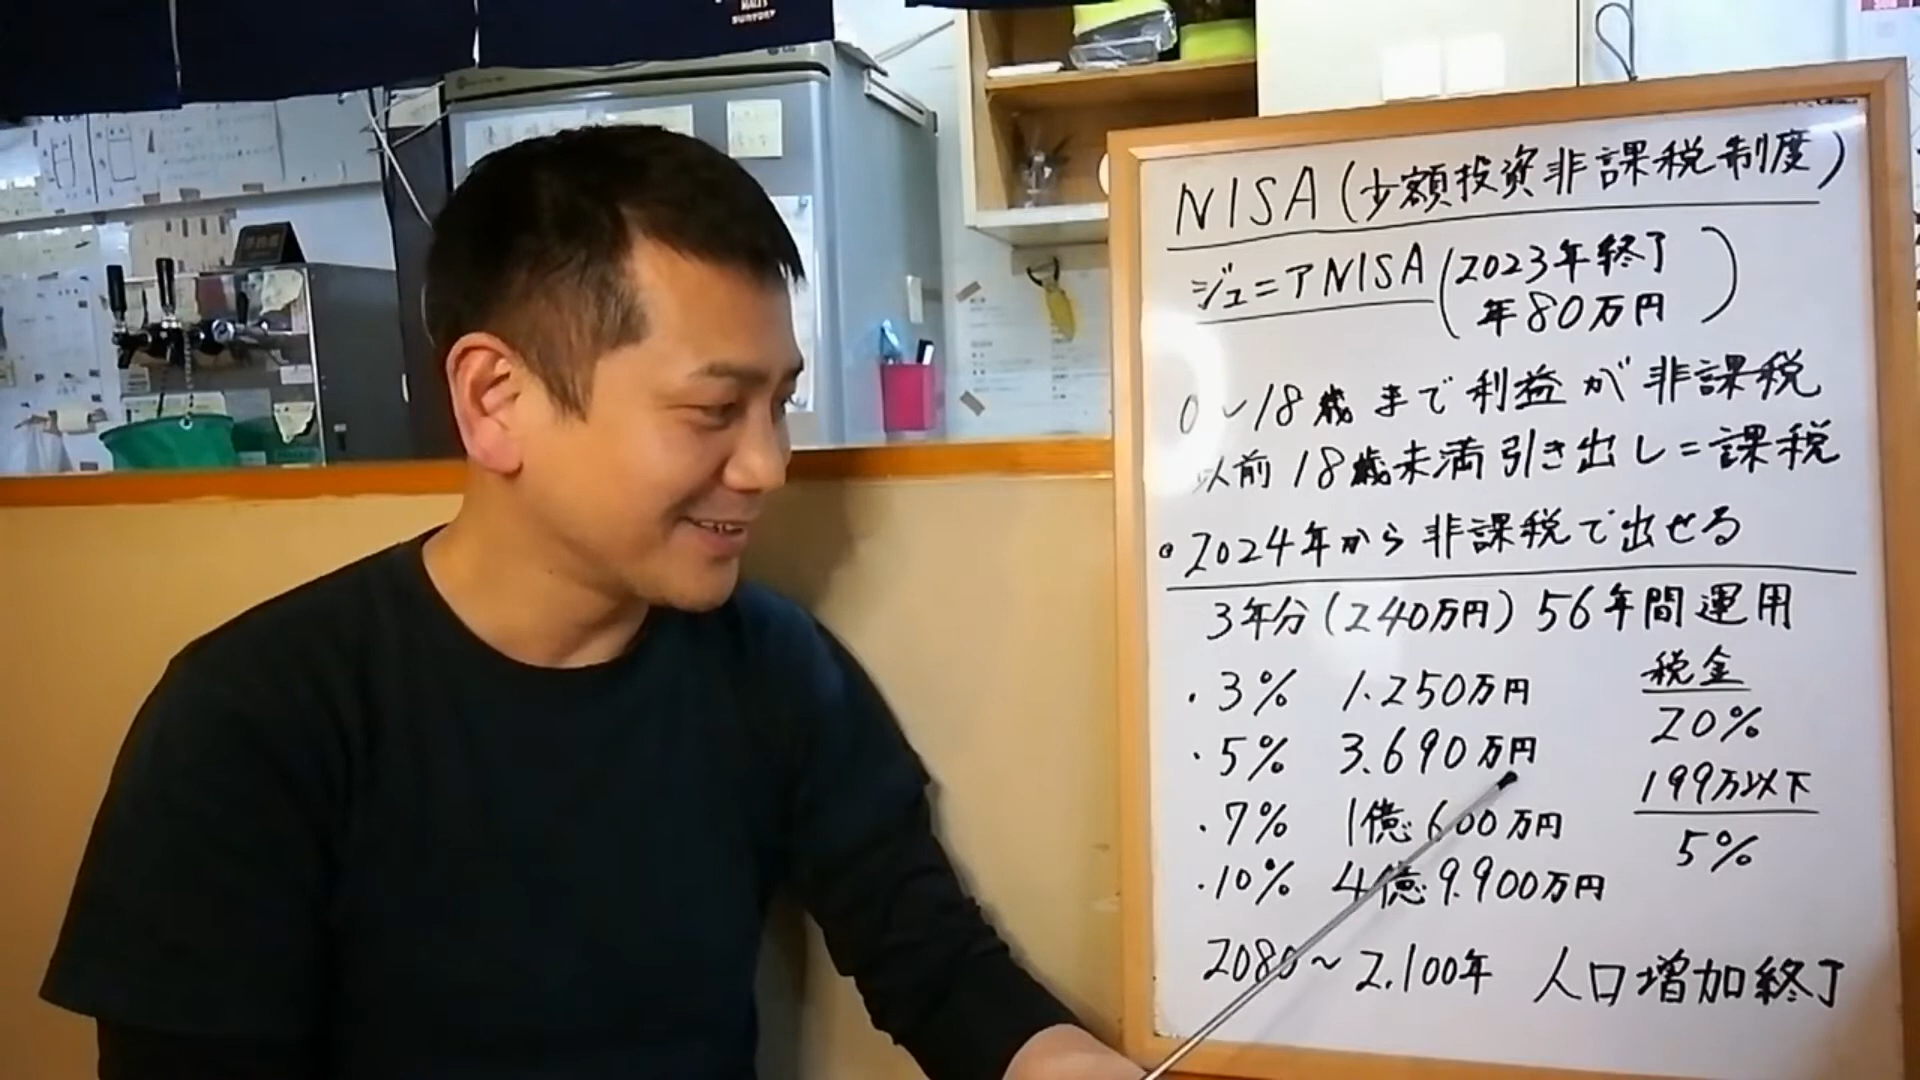 SUNTORY
NISA(少額投資非課税制度)
ジュニアNISA(2023年終了
年80万円)
0~18歳まで利益が非課税
以前18歳未満引き出し=課税
•2024年から非課税で出せる
3年分(240万円)56年間運用
・3% 1.250万円
・5% 3.690万円
・7% 1億600万円
・10% 4億9.900万円
税金
20%
199万以下
5%
2080~2.100年 人口増加終了